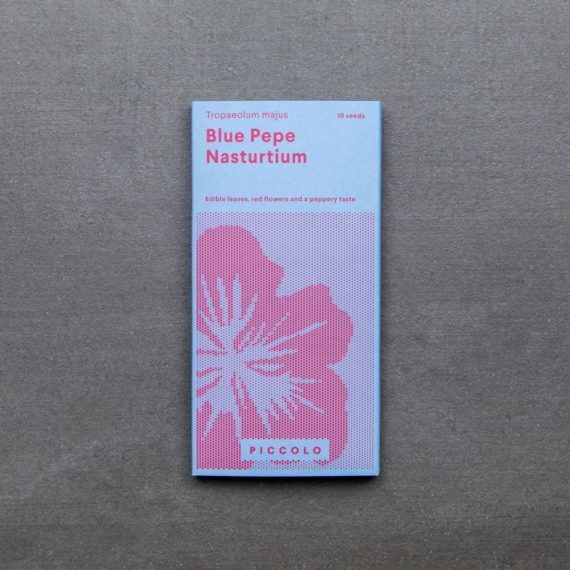 Tropaeolum majus 10 seeds
Blue Pepe
Nasturtium
Edible leaves, red flowers and a peppery taste
PICCOLO